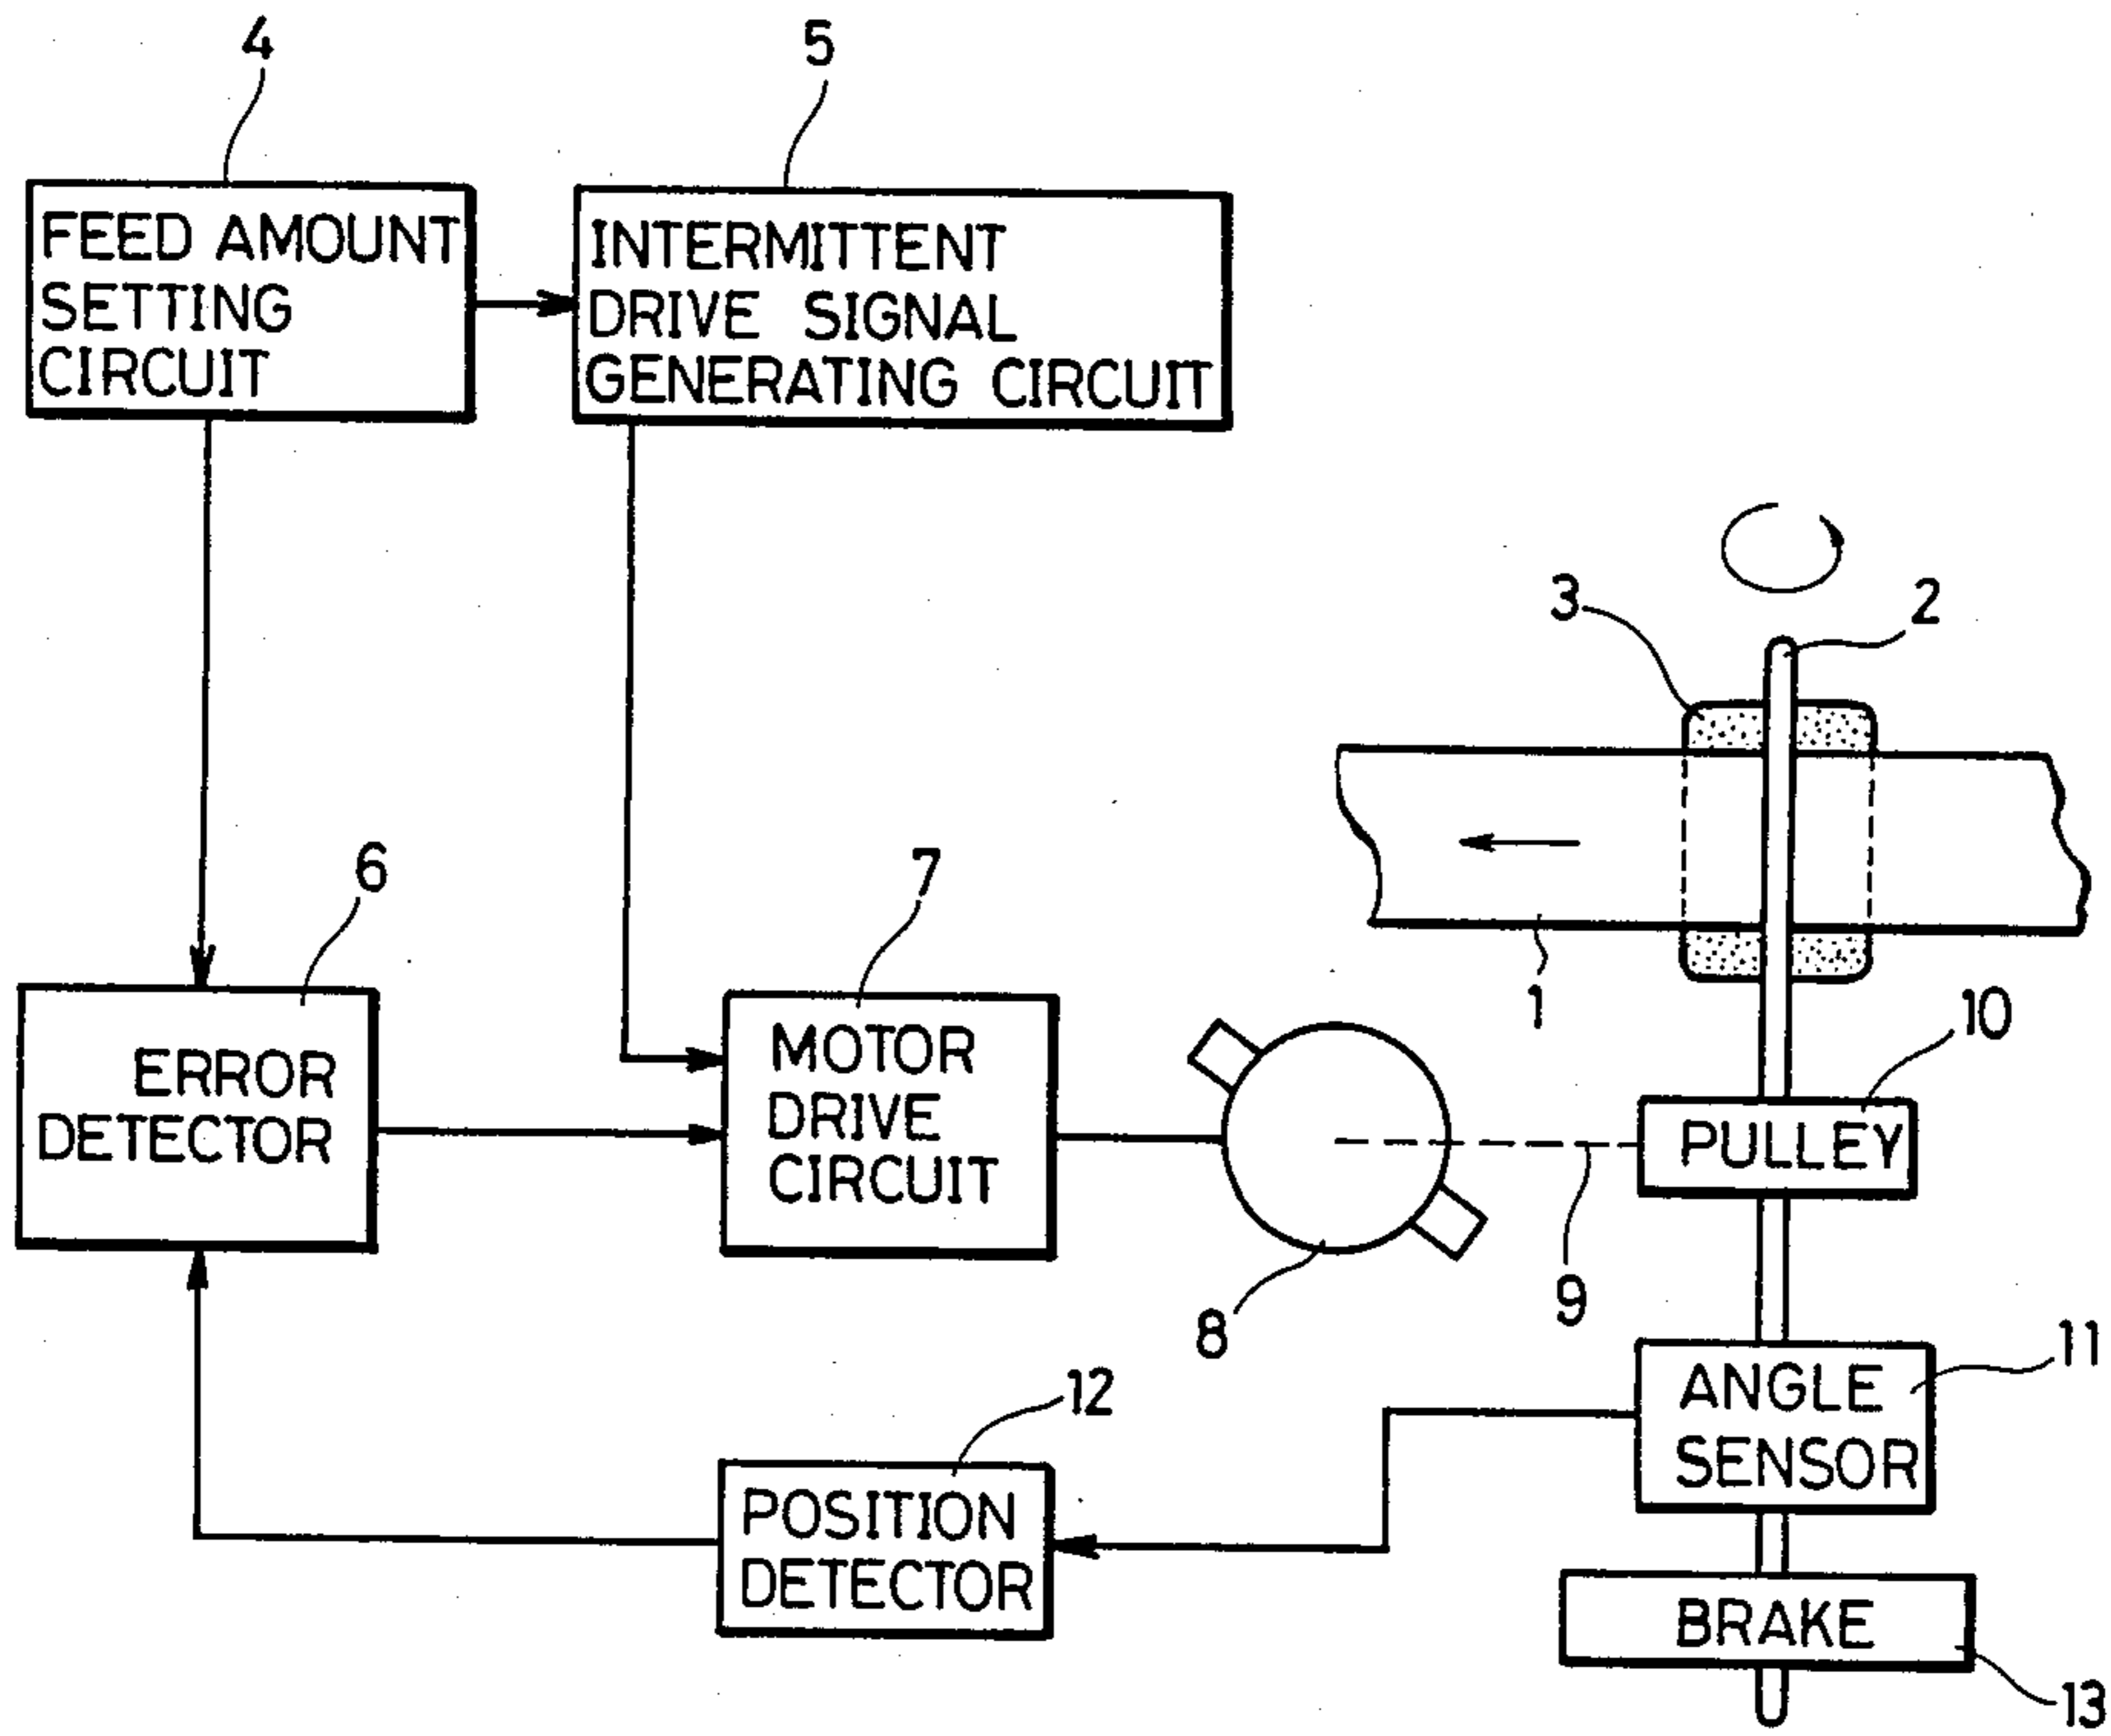 4
5
FEED AMOUNT
SETTING
CIRCUIT
INTERMITTENT
DRIVE SIGNAL
GENERATING CIRCUIT
3
2
6
7
1
10
ERROR
DETECTOR
MOTOR
DRIVE
CIRCUIT
PULLEY
8
9
11
12
ANGLE
SENSOR
POSITION
DETECTOR
BRAKE
13